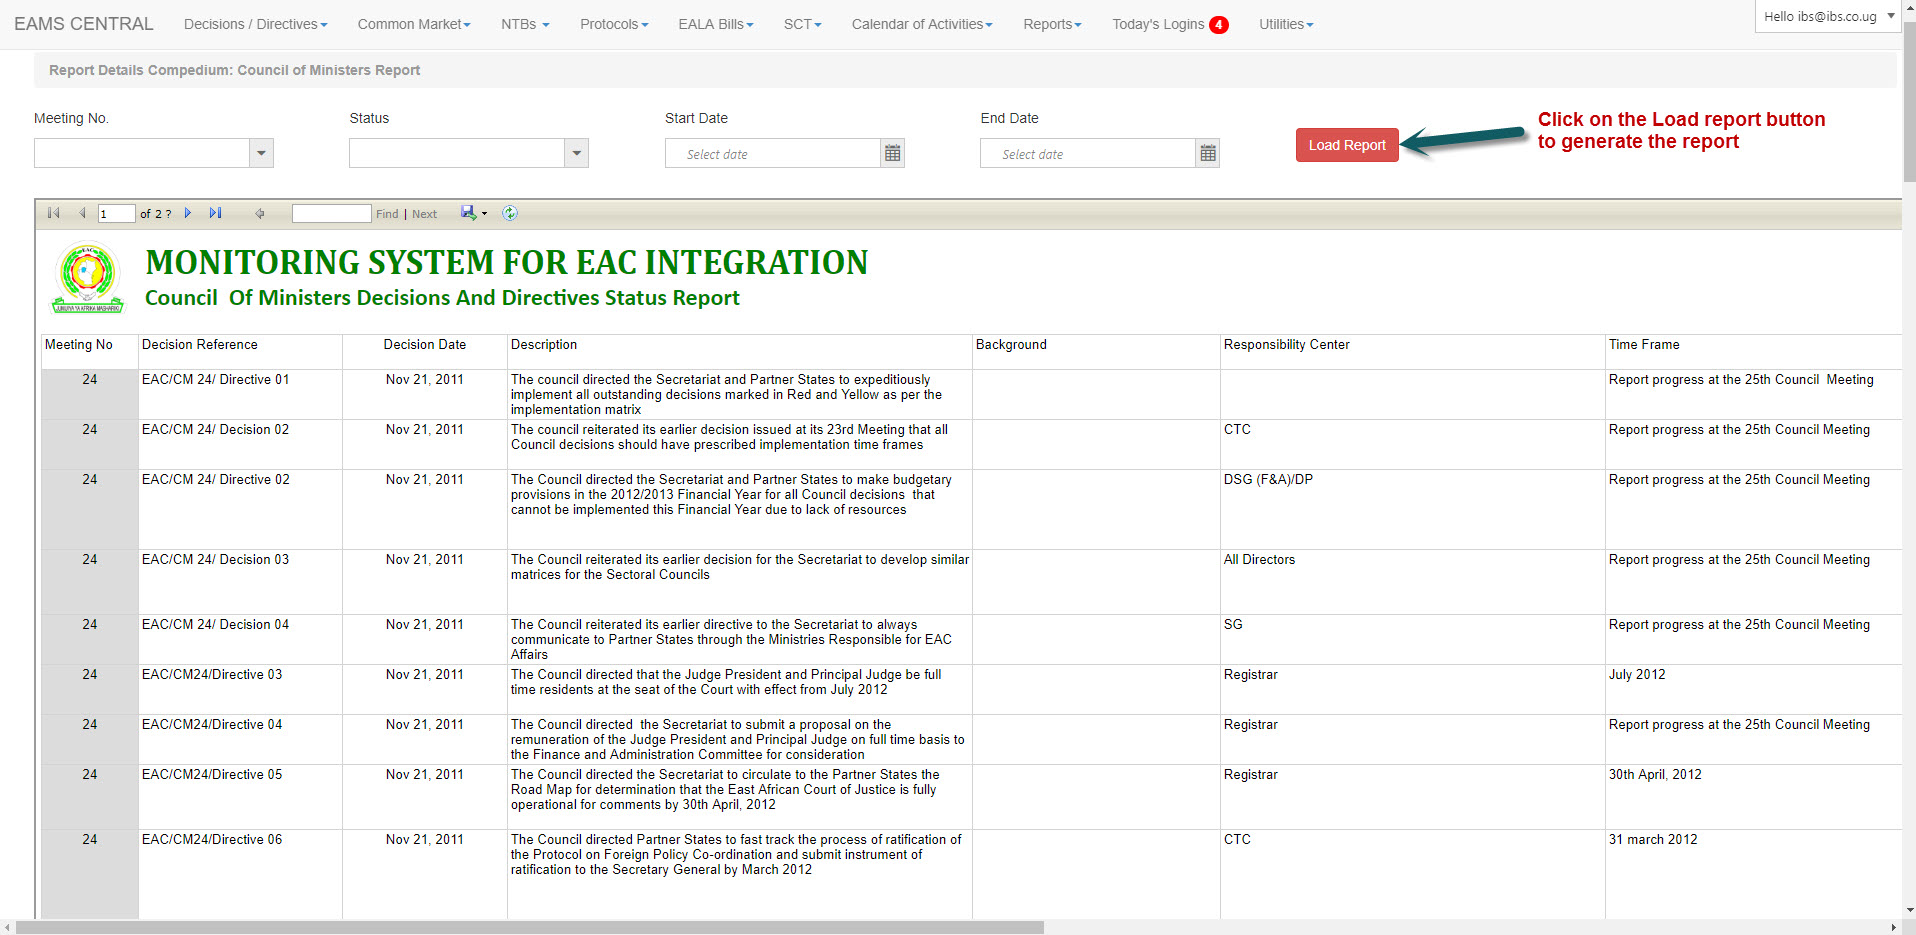 EAMS CENTRAL Decisions / Directives Common Market NTBs Protocols EALA Bills SCT Calendar of Activities Reports Today's Logins 4 Utilities Hello ibs@ibs.co.ug
Report Details Compedium: Council of Ministers Report
Meeting No. Status Start Date End Date
Select date Select date Load Report
Click on the Load report button
to generate the report
1 of 2 ? Find | Next
EAC
JUMUIYA YA AFRIKA MASHARIKI
MONITORING SYSTEM FOR EAC INTEGRATION
Council Of Ministers Decisions And Directives Status Report
Meeting No Decision Reference Decision Date Description Background Responsibility Center Time Frame
24 EAC/CM 24/ Directive 01 Nov 21, 2011 The council directed the Secretariat and Partner States to expeditiously Report progress at the 25th Council Meeting
implement all outstanding decisions marked in Red and Yellow as per the
implementation matrix
24 EAC/CM 24/ Decision 02 Nov 21, 2011 The council reiterated its earlier decision issued at its 23rd Meeting that all CTC Report progress at the 25th Council Meeting
Council decisions should have prescribed implementation time frames
24 EAC/CM 24/ Directive 02 Nov 21, 2011 The Council directed the Secretariat and Partner States to make budgetary DSG (F&A)/DP Report progress at the 25th Council Meeting
provisions in the 2012/2013 Financial Year for all Council decisions that
cannot be implemented this Financial Year due to lack of resources
24 EAC/CM 24/ Decision 03 Nov 21, 2011 The Council reiterated its earlier decision for the Secretariat to develop similar All Directors Report progress at the 25th Council Meeting
matrices for the Sectoral Councils
24 EAC/CM 24/ Decision 04 Nov 21, 2011 The Council reiterated its earlier directive to the Secretariat to always SG Report progress at the 25th Council Meeting
communicate to Partner States through the Ministries Responsible for EAC
Affairs
24 EAC/CM24/Directive 03 Nov 21, 2011 The Council directed that the Judge President and Principal Judge be full Registrar July 2012
time residents at the seat of the Court with effect from July 2012
24 EAC/CM24/Directive 04 Nov 21, 2011 The Council directed the Secretariat to submit a proposal on the Registrar Report progress at the 25th Council Meeting
remuneration of the Judge President and Principal Judge on full time basis to
the Finance and Administration Committee for consideration
24 EAC/CM24/Directive 05 Nov 21, 2011 The Council directed the Secretariat to circulate to the Partner States the Registrar 30th April, 2012
Road Map for determination that the East African Court of Justice is fully
operational for comments by 30th April, 2012
24 EAC/CM24/Directive 06 Nov 21, 2011 The Council directed Partner States to fast track the process of ratification of CTC 31 march 2012
the Protocol on Foreign Policy Co-ordination and submit instrument of
ratification to the Secretary General by March 2012